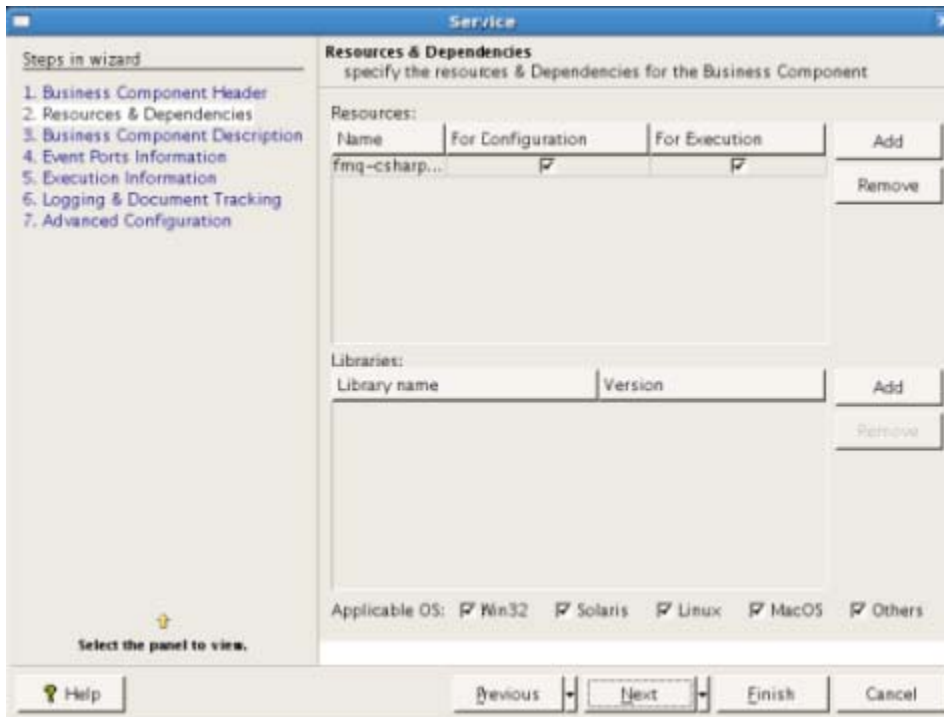 Service
Steps in wizard
1. Business Component Header
2. Resources & Dependencies
3. Business Component Description
4. Event Ports Information
5. Execution Information
6. Logging & Document Tracking
7. Advanced Configuration
Select the panel to view.
Resources & Dependencies
specify the resources & Dependencies for the Business Component
Resources:
Name For Configuration For Execution
fmq-csharp...
Add
Remove
Libraries:
Library name Version
Add
Remove
Applicable OS: Win32 Solaris Linux MacOS Others
Help Previous Next Finish Cancel